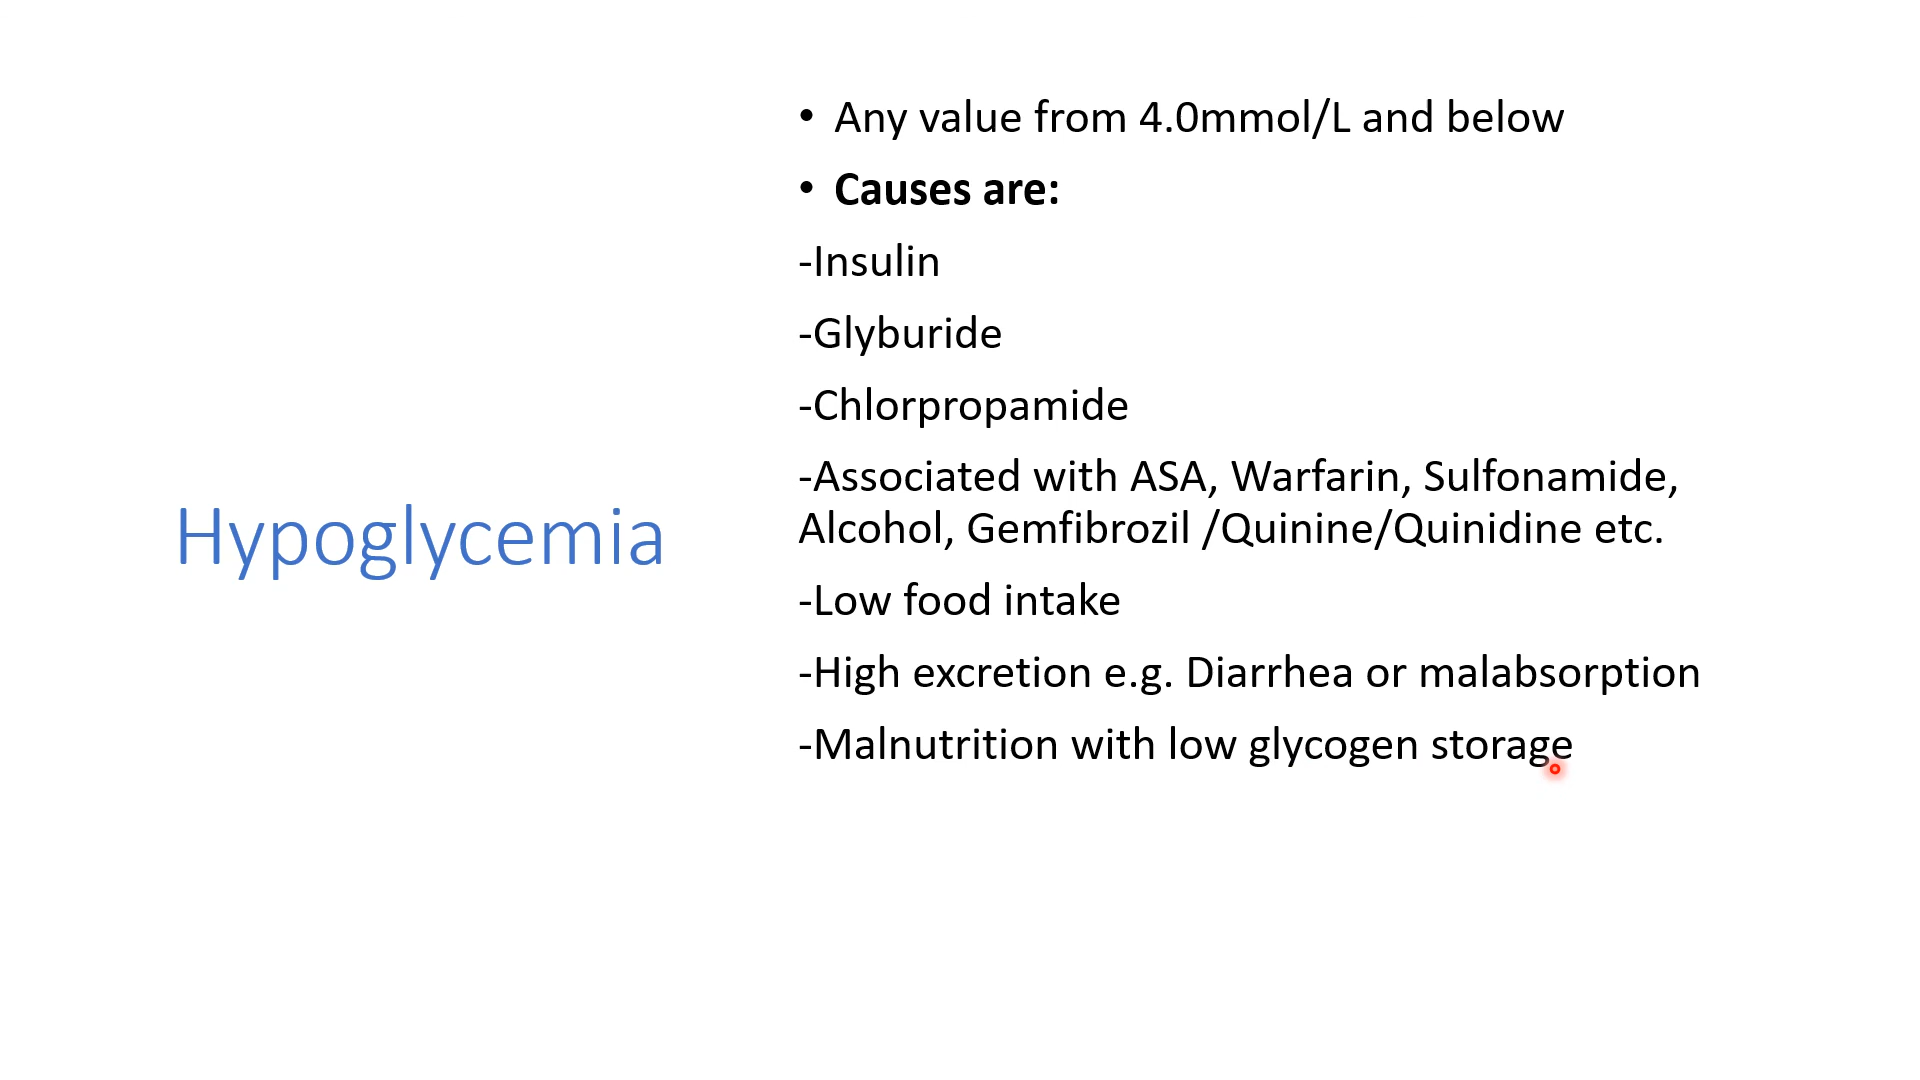 Hypoglycemia
• Any value from 4.0mmol/L and below
• Causes are:
-Insulin
-Glyburide
-Chlorpropamide
-Associated with ASA, Warfarin, Sulfonamide,
Alcohol, Gemfibrozil /Quinine/Quinidine etc.
-Low food intake
-High excretion e.g. Diarrhea or malabsorption
-Malnutrition with low glycogen storage